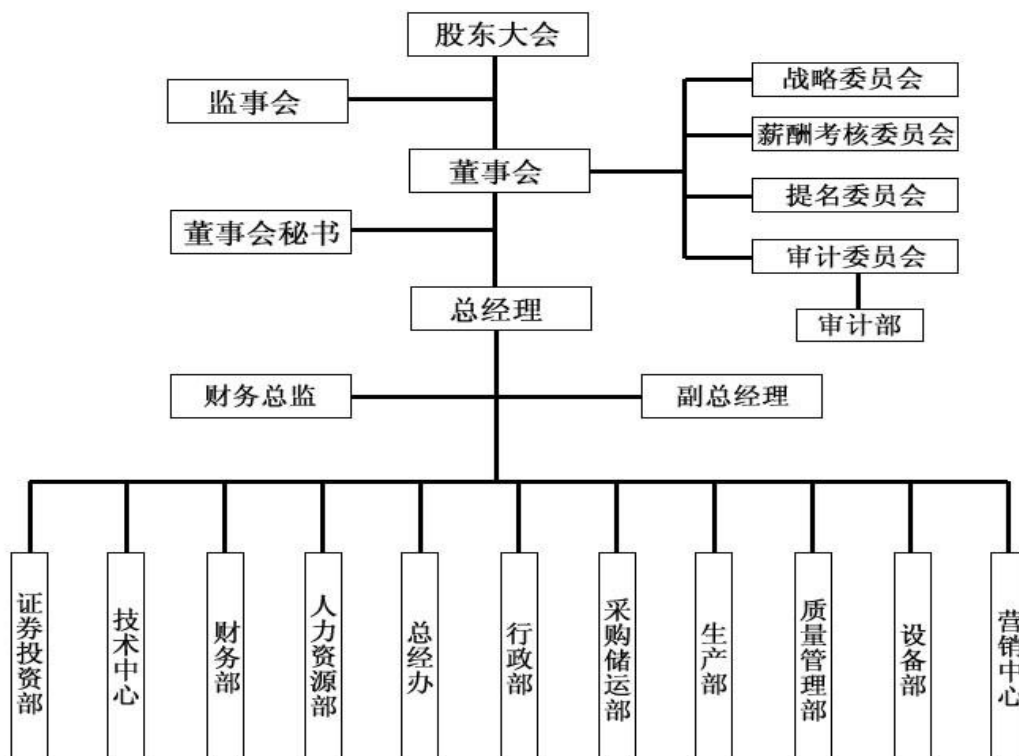 股东大会
监事会
战略委员会
薪酬考核委员会
董事会
提名委员会
董事会秘书
审计委员会
总经理
审计部
财务总监
副总经理
证券投资部
技术中心
财务部
人力资源部
总经办
行政部
采购储运部
生产部
质量管理部
设备部
营销中心